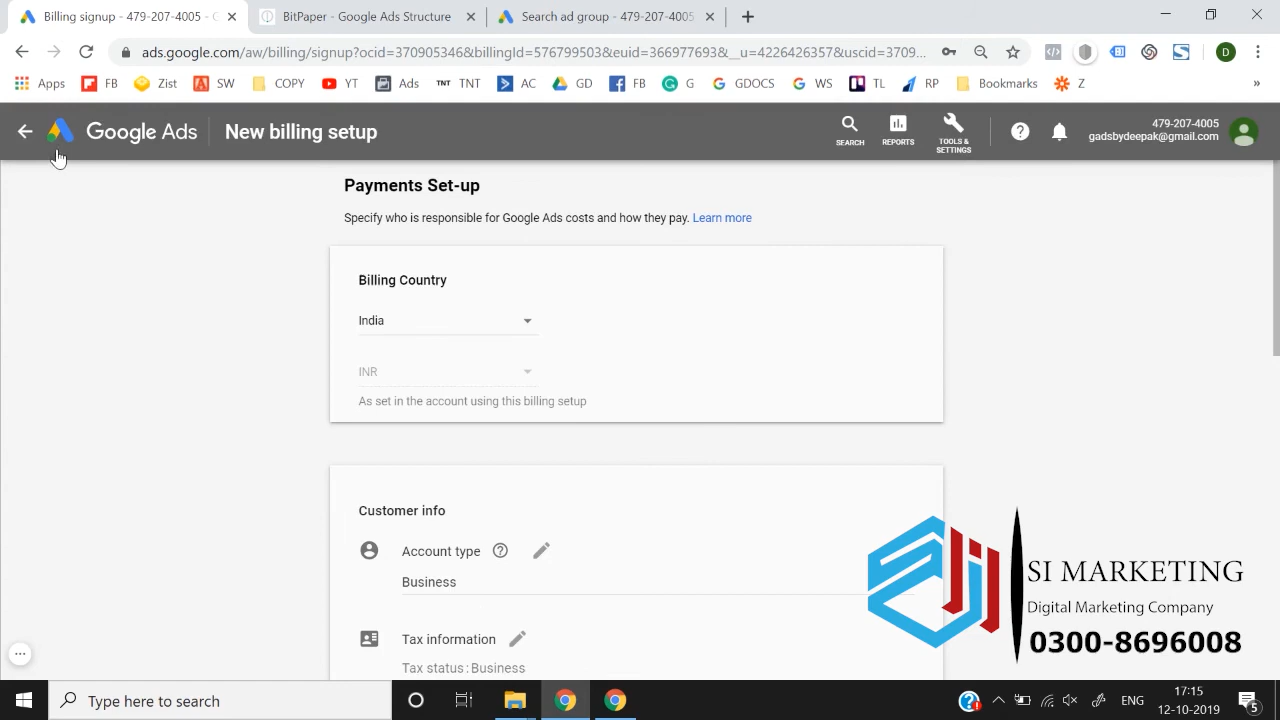 Billing signup - 479-207-4005 - G
BitPaper - Google Ads Structure
Search ad group - 479-207-4005
ads.google.com/aw/billing/signup?ocid=370905346&billingId=576799503&euid=366977693&__u=4226426357&uscid=3709...
D
Apps
FB
Zist
SW
COPY
YT
Ads
TNT TNT
AC
GD
FB
G
GDOCS
WS
TL
RP
Bookmarks
Z
»
Google Ads
New billing setup
SEARCH
REPORTS
TOOLS &
SETTINGS
479-207-4005
gadsbydeepak@gmail.com
Payments Set-up
Specify who is responsible for Google Ads costs and how they pay. Learn more
Billing Country
India
INR
As set in the account using this billing setup
Customer info
Account type
Business
Tax information
Tax status : Business
SI MARKETING
Digital Marketing Company
0300-8696008
Type here to search
ENG
17:15
12-10-2019
5